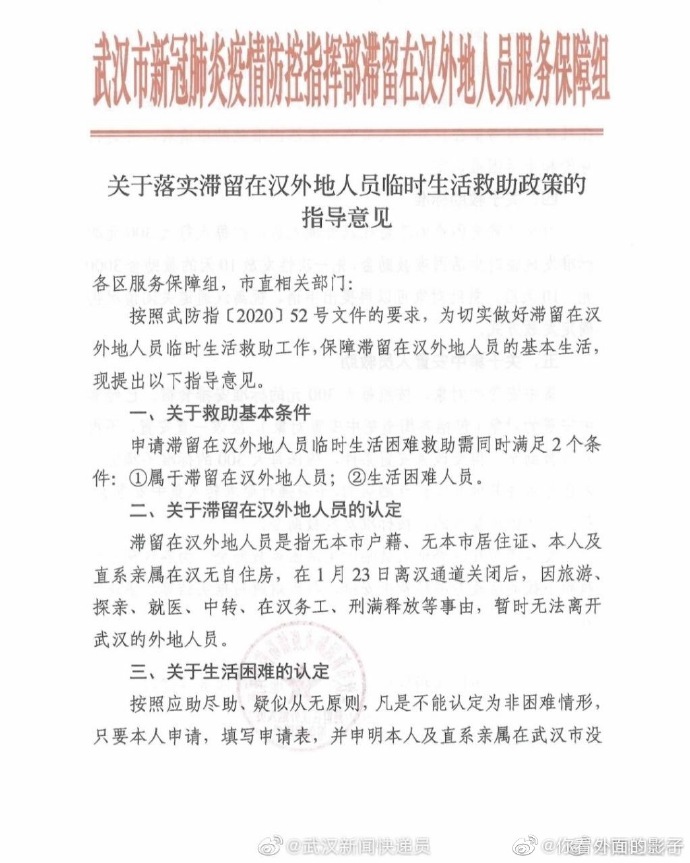 武汉市新冠肺炎疫情防控指挥部滞留在汉外地人员服务保障组
关于落实滞留在汉外地人员临时生活救助政策的
指导意见
各区服务保障组，市直相关部门：
按照武防指〔2020〕52号文件的要求，为切实做好滞留在汉
外地人员临时生活救助工作，保障滞留在汉外地人员的基本生活，
现提出以下指导意见。
一、关于救助基本条件
申请滞留在汉外地人员临时生活困难救助需同时满足2个条
件：①属于滞留在汉外地人员；②生活困难人员。
二、关于滞留在汉外地人员的认定
滞留在汉外地人员是指无本市户藉、无本市居住证、本人及
直系亲属在汉无自住房，在1月23日离汉通道关闭后，因旅游、
探亲、就医、中转、在汉务工、刑满释放等事由，暂时无法离开
武汉的外地人员。
三、关于生活困难的认定
按照应助尽助、疑似从无原则，凡是不能认定为非困难情形，
只要本人申请，填写申请表，并申明本人及直系亲属在武汉市没
@武汉新闻快递员
@你看外面的影子